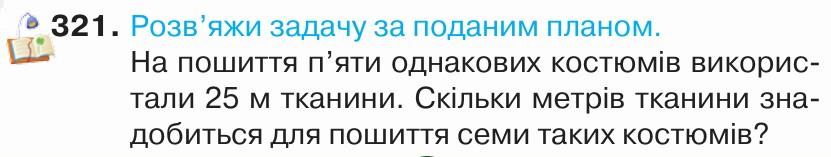 321. Розв’яжи задачу за поданим планом.
На пошиття п’яти однакових костюмів викорис-
тали 25 м тканини. Скільки метрів тканини зна-
добиться для пошиття семи таких костюмів?